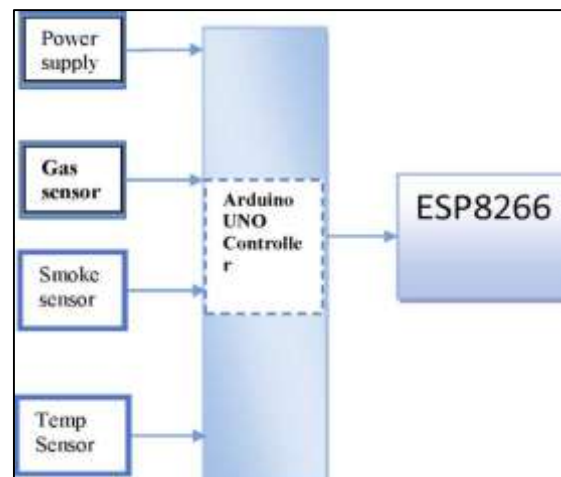 Power
supply
Gas
sensor
Arduino
UNO
Controlle
r
ESP8266
Smoke
sensor
Temp
Sensor